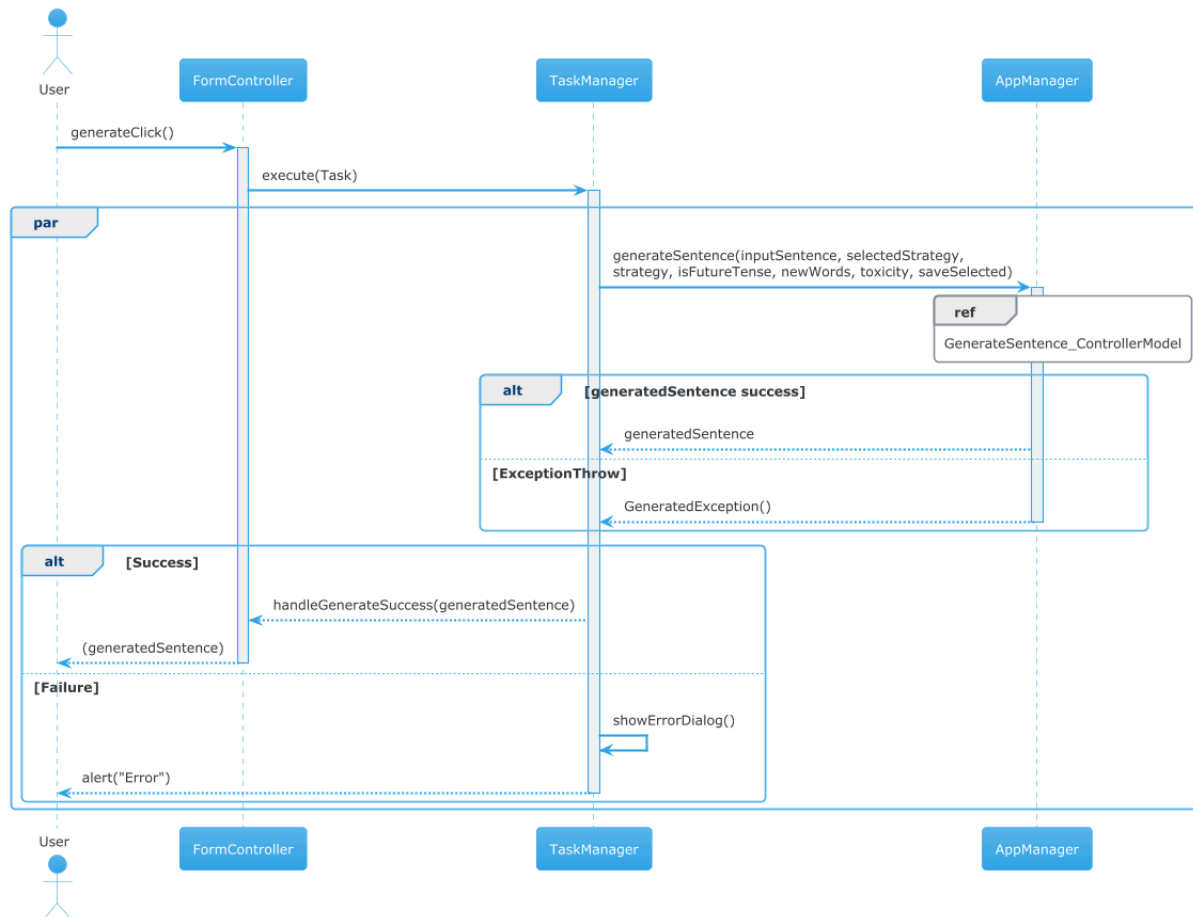 User
FormController
TaskManager
AppManager
generateClick()
execute(Task)
par
generateSentence(inputSentence, selectedStrategy,
strategy, isFutureTense, newWords, toxicity, saveSelected)
ref
GenerateSentence_ControllerModel
alt [generatedSentence success]
generatedSentence
[ExceptionThrow]
GeneratedException()
alt [Success]
handleGenerateSuccess(generatedSentence)
(generatedSentence)
[Failure]
showErrorDialog()
alert("Error")
User
FormController
TaskManager
AppManager